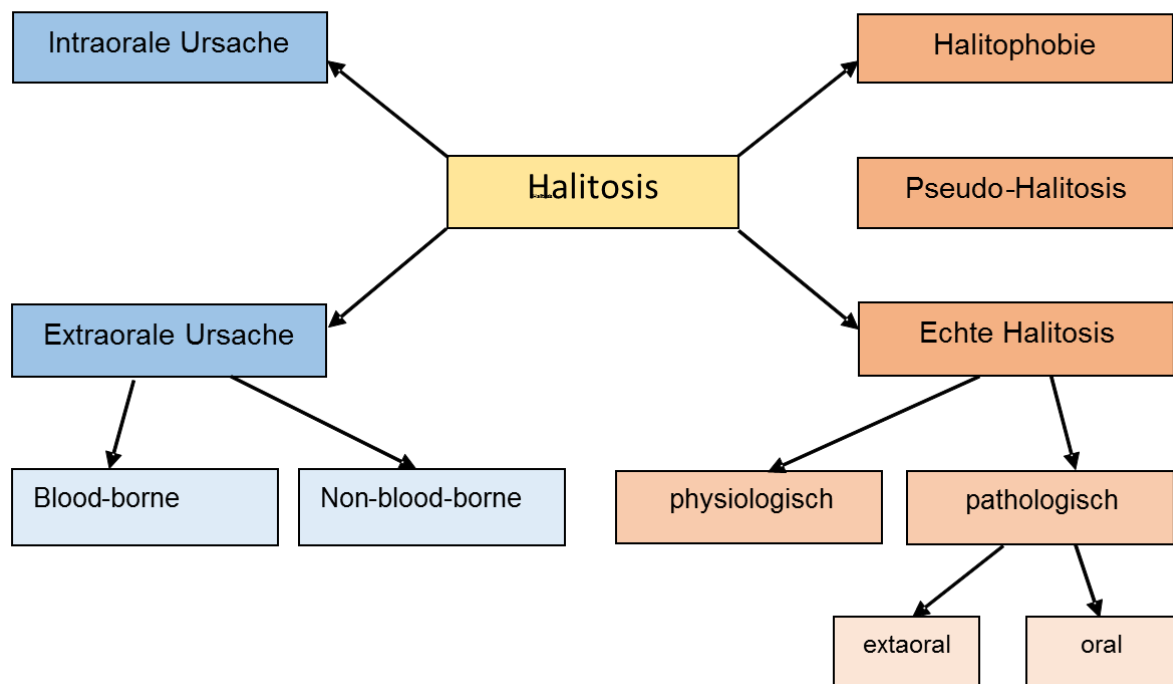 Intraorale Ursache
Halitophobie
Halitosis
Pseudo-Halitosis
Extraorale Ursache
Echte Halitosis
Blood-borne
Non-blood-borne
physiologisch
pathologisch
extaoral
oral